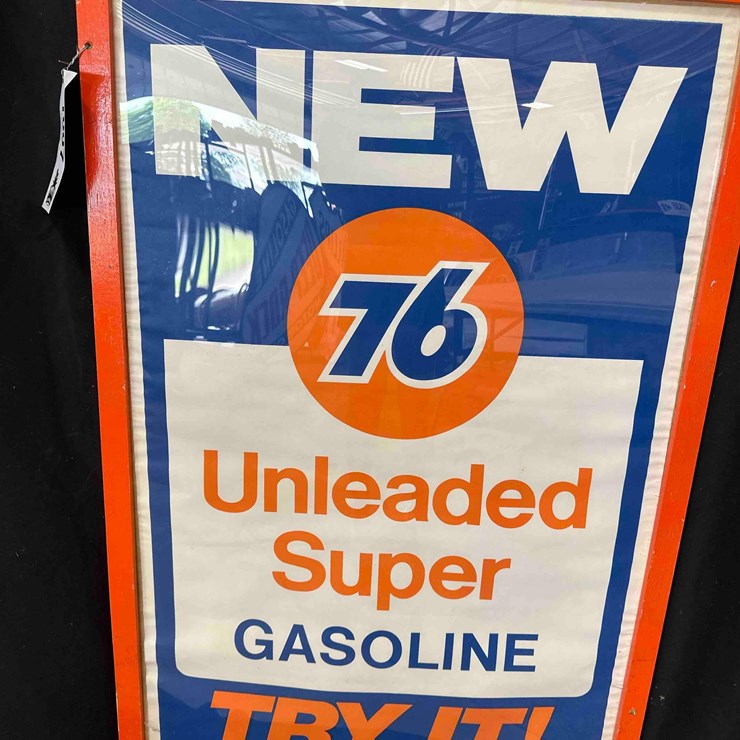 NEW
76
Unleaded
Super
GASOLINE
TRY IT!